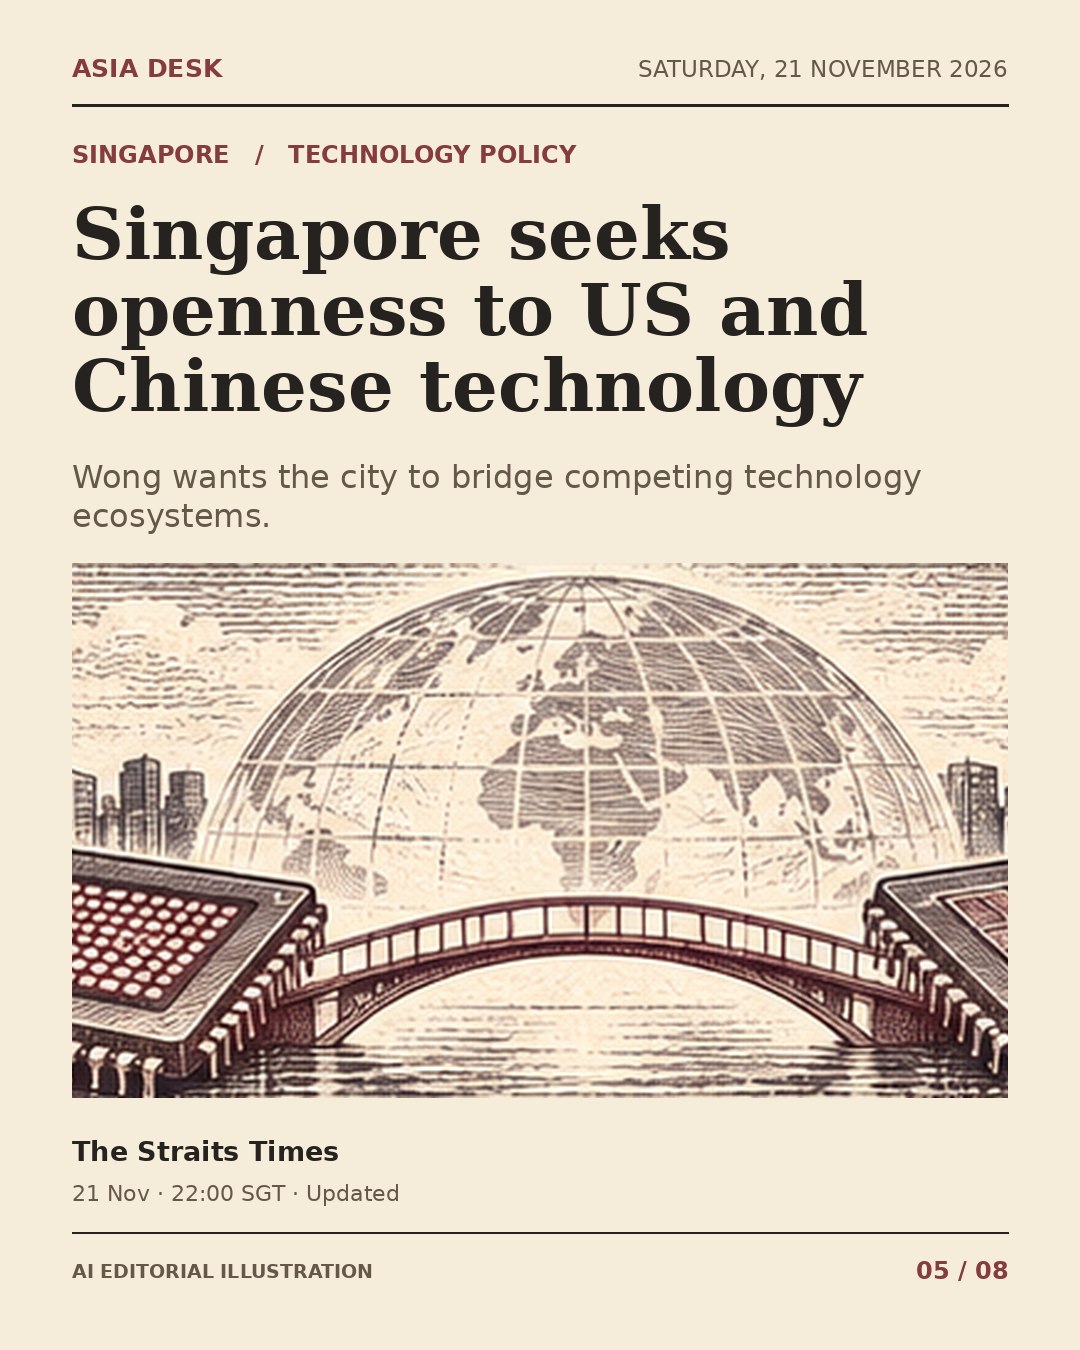 ASIA DESK
SATURDAY, 21 NOVEMBER 2026
SINGAPORE / TECHNOLOGY POLICY
Singapore seeks
openness to US and
Chinese technology
Wong wants the city to bridge competing technology
ecosystems.
The Straits Times
21 Nov · 22:00 SGT · Updated
AI EDITORIAL ILLUSTRATION
05 / 08